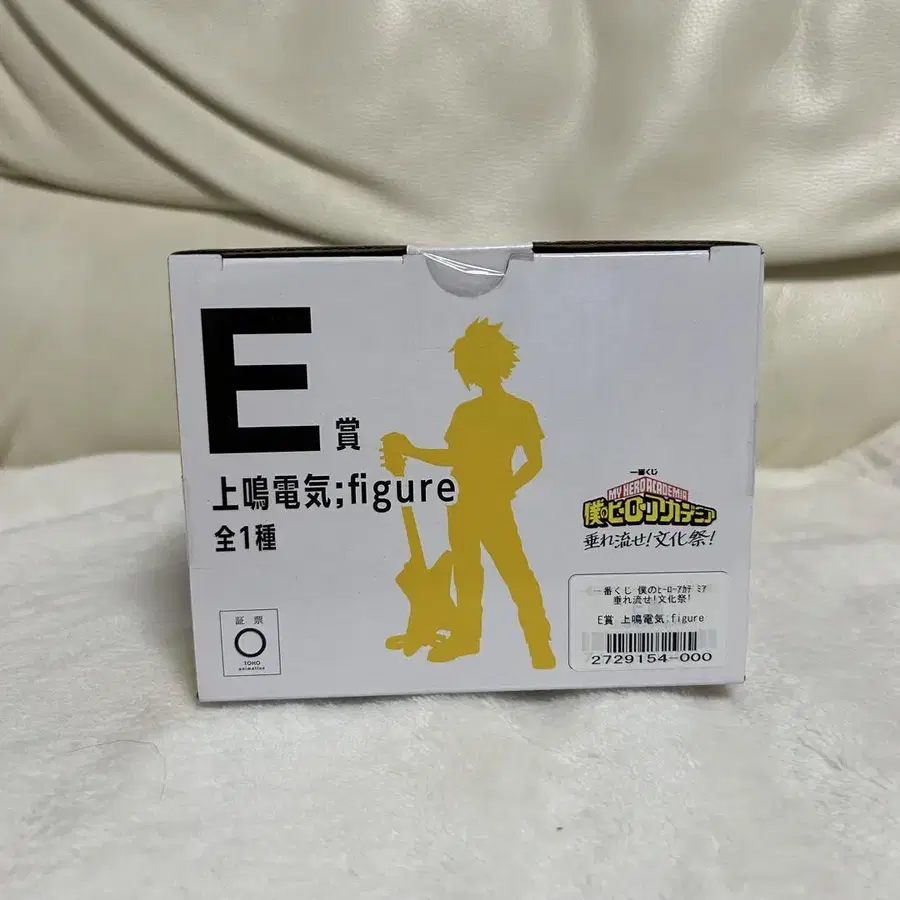 E賞
上鳴電気;figure
全1種
証票
TOHO
animation
一番くじ
MY HERO ACADEMIA
僕のヒーローアカデミア
垂れ流せ!文化祭!
一番くじ 僕のﾋｰﾛｰｱｶﾃﾞﾐｱ
垂れ流せ!文化祭!
E賞 上鳴電気;figure
2729154-000